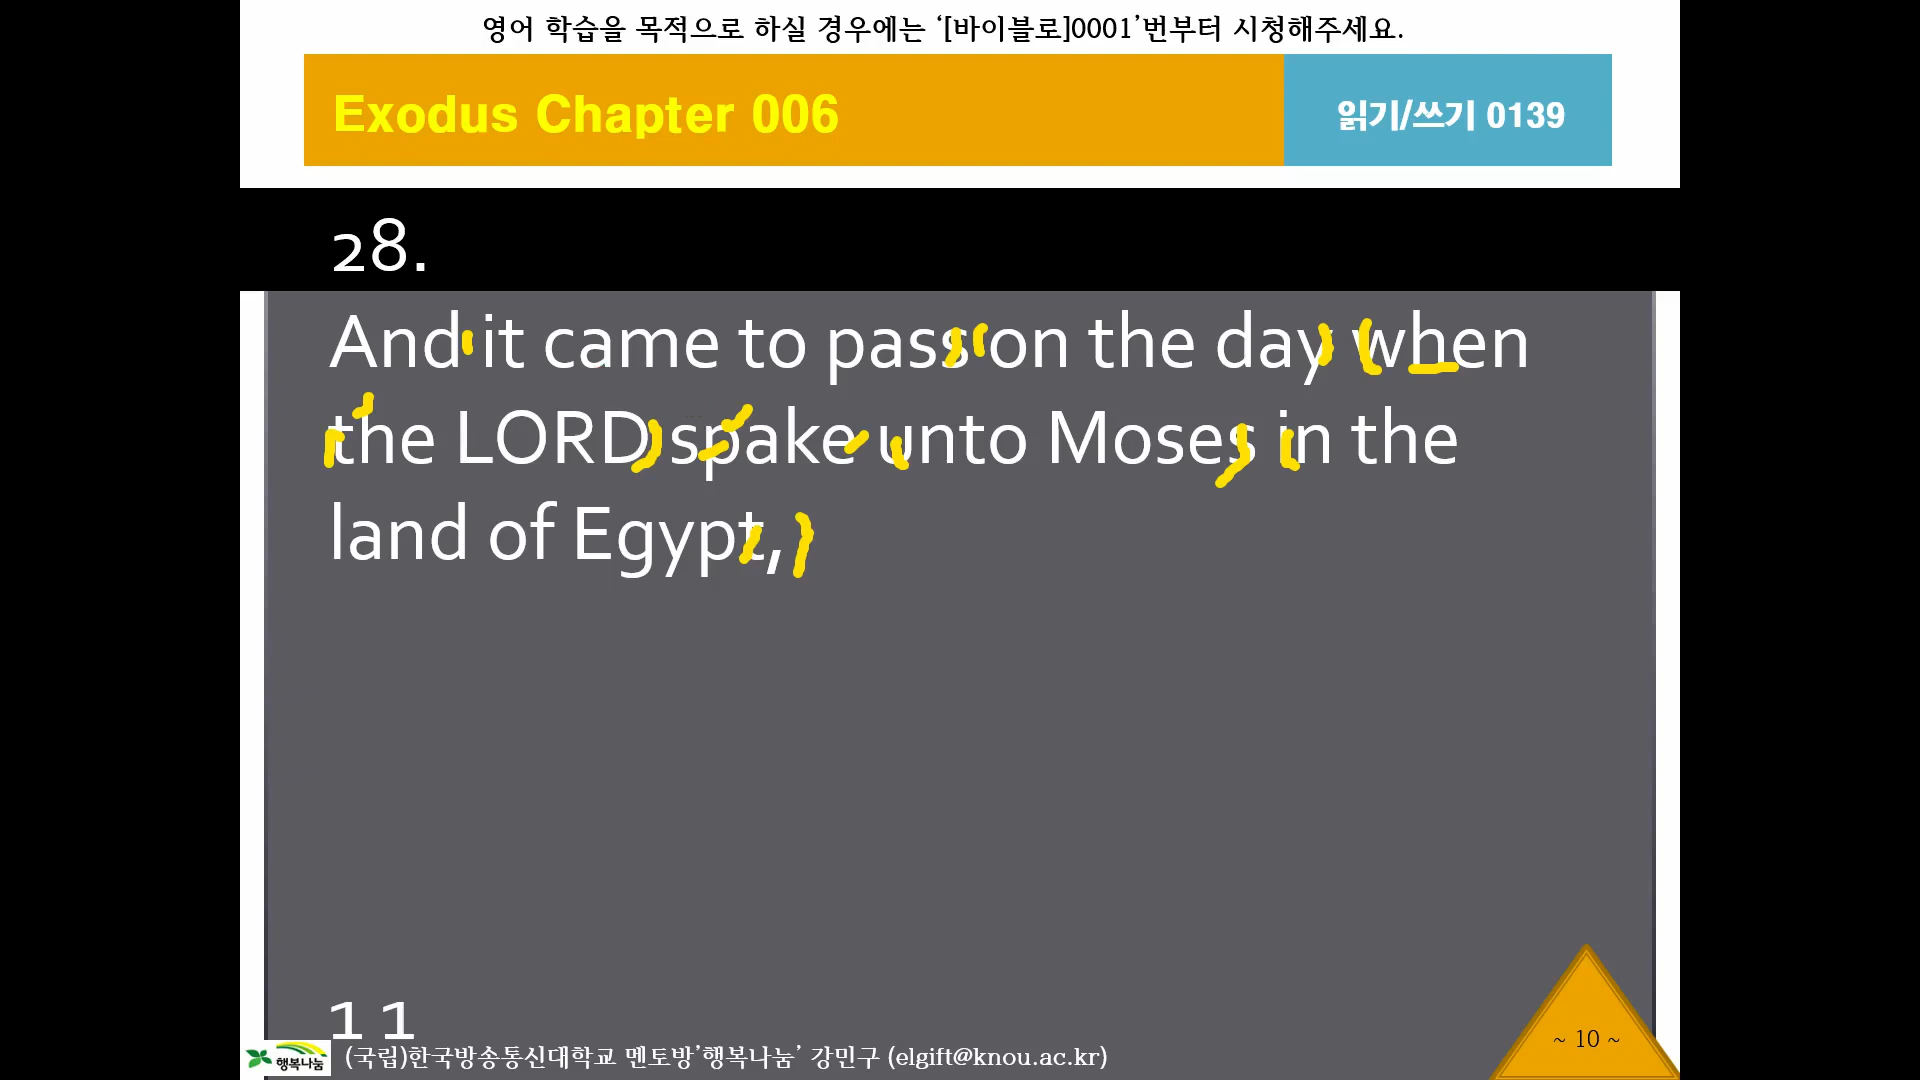 영어 학습을 목적으로 하실 경우에는 ‘[바이블로]0001’번부터 시청해주세요.
Exodus Chapter 006
읽기/쓰기 0139
28.
And it came to pass on the day when
the LORD spake unto Moses in the
land of Egypt,
11
~ 10 ~
행복나눔
(국립)한국방송통신대학교 멘토방’행복나눔’ 강민구 (elgift@knou.ac.kr)